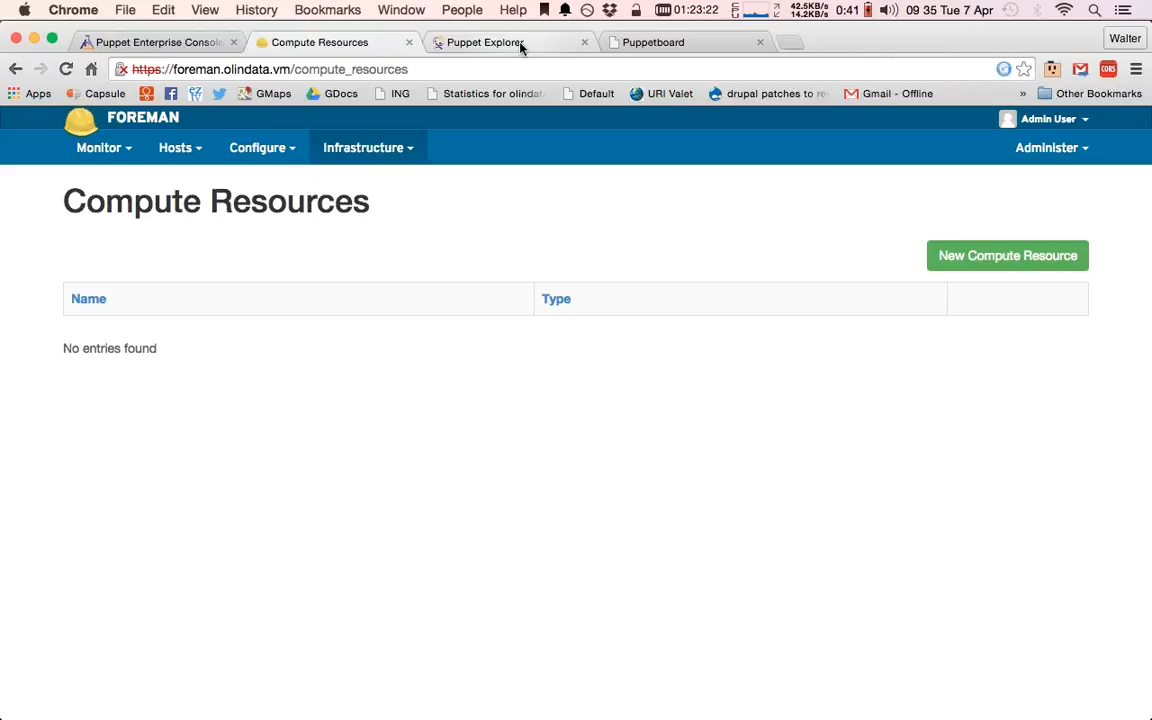 Chrome File Edit View History Bookmarks Window People Help 01:23:22 42.5KB/s 14.2KB/s 0:41 09 35 Tue 7 Apr
Puppet Enterprise Console Compute Resources Puppet Explorer Puppetboard Walter
https://foreman.olindata.vm/compute_resources
Apps Capsule GMaps GDocs ING Statistics for olindata Default URI Valet drupal patches to re Gmail - Offline » Other Bookmarks
FOREMAN Admin User
Monitor Hosts Configure Infrastructure Administer
Compute Resources
New Compute Resource
Name Type
No entries found